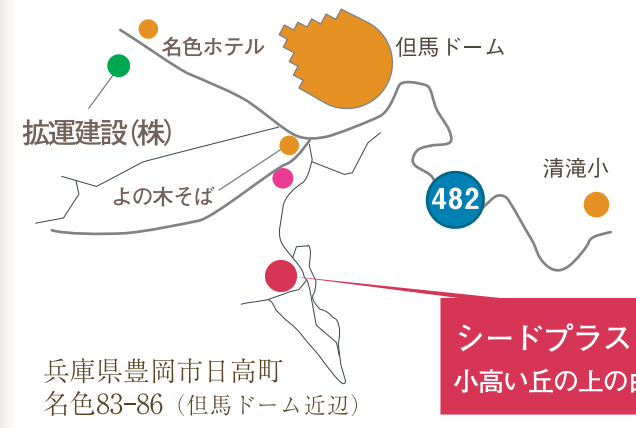 名色ホテル
但馬ドーム
拡運建設(株)
よの木そば
清滝小
482
シードプラス
小高い丘の上の
兵庫県豊岡市日高町
名色83-86（但馬ドーム近辺）